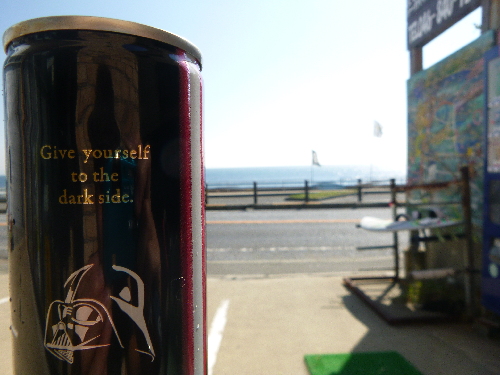 Give yourself
to the
dark side.